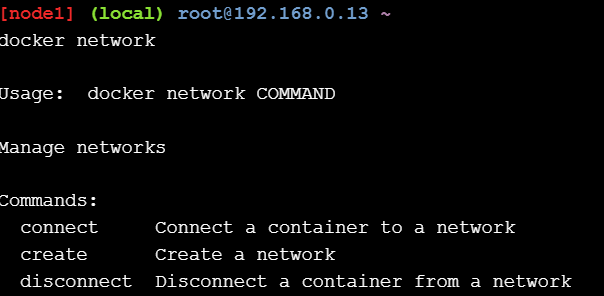 [node1] (local) root@192.168.0.13 ~
docker network
Usage:  docker network COMMAND
Manage networks
Commands:
  connect     Connect a container to a network
  create      Create a network
  disconnect  Disconnect a container from a network